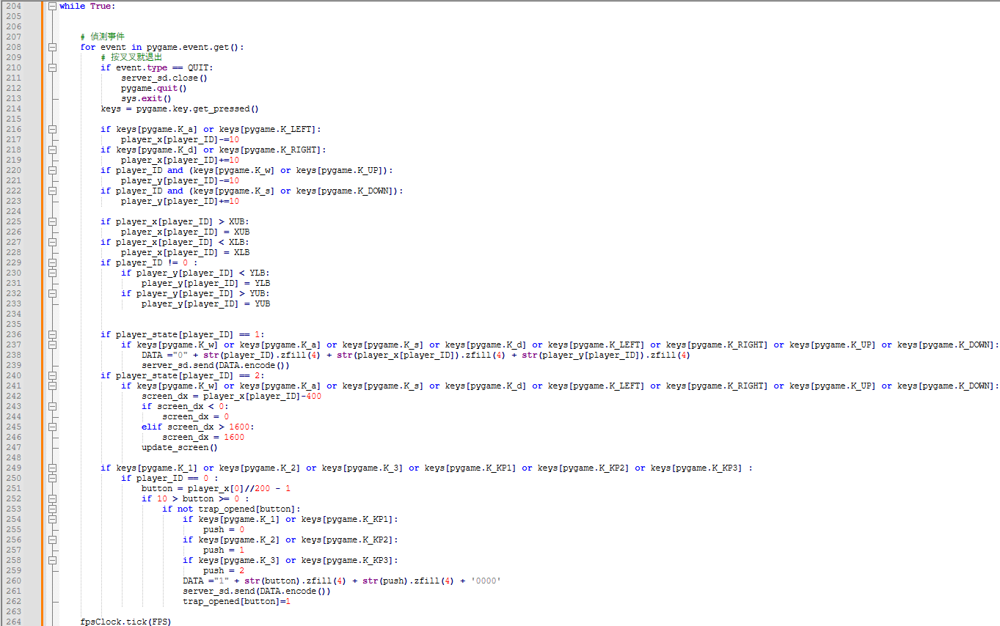 204 while True:
205
206
207 # 偵測事件
208 for event in pygame.event.get():
209 # 按叉叉就退出
210 if event.type == QUIT:
211 server_sd.close()
212 pygame.quit()
213 sys.exit()
214 keys = pygame.key.get_pressed()
215
216 if keys[pygame.K_a] or keys[pygame.K_LEFT]:
217 player_x[player_ID]-=10
218 if keys[pygame.K_d] or keys[pygame.K_RIGHT]:
219 player_x[player_ID]+=10
220 if player_ID and (keys[pygame.K_w] or keys[pygame.K_UP]):
221 player_y[player_ID]-=10
222 if player_ID and (keys[pygame.K_s] or keys[pygame.K_DOWN]):
223 player_y[player_ID]+=10
224
225 if player_x[player_ID] > XUB:
226 player_x[player_ID] = XUB
227 if player_x[player_ID] < XLB:
228 player_x[player_ID] = XLB
229 if player_ID != 0 :
230 if player_y[player_ID] < YLB:
231 player_y[player_ID] = YLB
232 if player_y[player_ID] > YUB:
233 player_y[player_ID] = YUB
234
235
236 if player_state[player_ID] == 1:
237 if keys[pygame.K_w] or keys[pygame.K_a] or keys[pygame.K_s] or keys[pygame.K_d] or keys[pygame.K_LEFT] or keys[pygame.K_RIGHT] or keys[pygame.K_UP] or keys[pygame.K_DOWN]:
238 DATA ="0" + str(player_ID).zfill(4) + str(player_x[player_ID]).zfill(4) + str(player_y[player_ID]).zfill(4)
239 server_sd.send(DATA.encode())
240 if player_state[player_ID] == 2:
241 if keys[pygame.K_w] or keys[pygame.K_a] or keys[pygame.K_s] or keys[pygame.K_d] or keys[pygame.K_LEFT] or keys[pygame.K_RIGHT] or keys[pygame.K_UP] or keys[pygame.K_DOWN]:
242 screen_dx = player_x[player_ID]-400
243 if screen_dx < 0:
244 screen_dx = 0
245 elif screen_dx > 1600:
246 screen_dx = 1600
247 update_screen()
248
249 if keys[pygame.K_1] or keys[pygame.K_2] or keys[pygame.K_3] or keys[pygame.K_KP1] or keys[pygame.K_KP2] or keys[pygame.K_KP3] :
250 if player_ID == 0 :
251 button = player_x[0]//200 - 1
252 if 10 > button >= 0 :
253 if not trap_opened[button]:
254 if keys[pygame.K_1] or keys[pygame.K_KP1]:
255 push = 0
256 if keys[pygame.K_2] or keys[pygame.K_KP2]:
257 push = 1
258 if keys[pygame.K_3] or keys[pygame.K_KP3]:
259 push = 2
260 DATA ="1" + str(button).zfill(4) + str(push).zfill(4) + '0000'
261 server_sd.send(DATA.encode())
262 trap_opened[button]=1
263
264 fpsClock.tick(FPS)